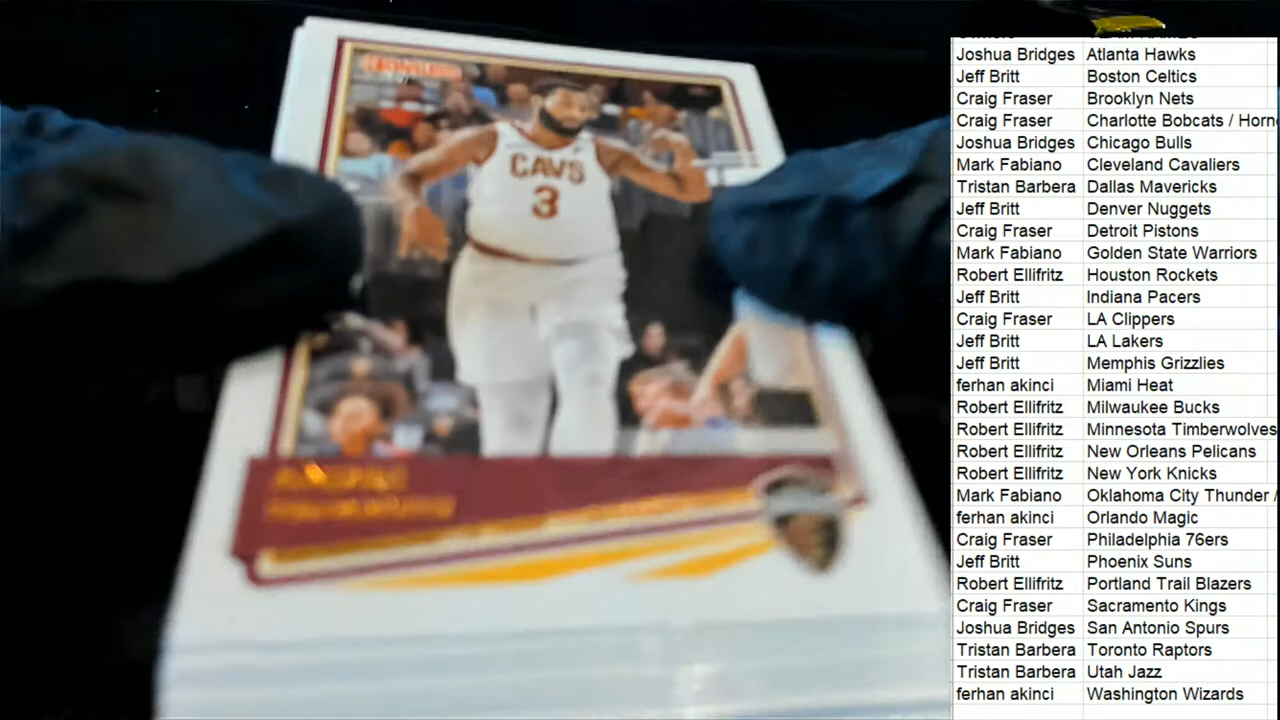 CAVS
3
Joshua Bridges Atlanta Hawks
Jeff Britt Boston Celtics
Craig Fraser Brooklyn Nets
Craig Fraser Charlotte Bobcats / Horne
Joshua Bridges Chicago Bulls
Mark Fabiano Cleveland Cavaliers
Tristan Barbera Dallas Mavericks
Jeff Britt Denver Nuggets
Craig Fraser Detroit Pistons
Mark Fabiano Golden State Warriors
Robert Ellifritz Houston Rockets
Jeff Britt Indiana Pacers
Craig Fraser LA Clippers
Jeff Britt LA Lakers
Jeff Britt Memphis Grizzlies
ferhan akinci Miami Heat
Robert Ellifritz Milwaukee Bucks
Robert Ellifritz Minnesota Timberwolves
Robert Ellifritz New Orleans Pelicans
Robert Ellifritz New York Knicks
Mark Fabiano Oklahoma City Thunder /
ferhan akinci Orlando Magic
Craig Fraser Philadelphia 76ers
Jeff Britt Phoenix Suns
Robert Ellifritz Portland Trail Blazers
Craig Fraser Sacramento Kings
Joshua Bridges San Antonio Spurs
Tristan Barbera Toronto Raptors
Tristan Barbera Utah Jazz
ferhan akinci Washington Wizards